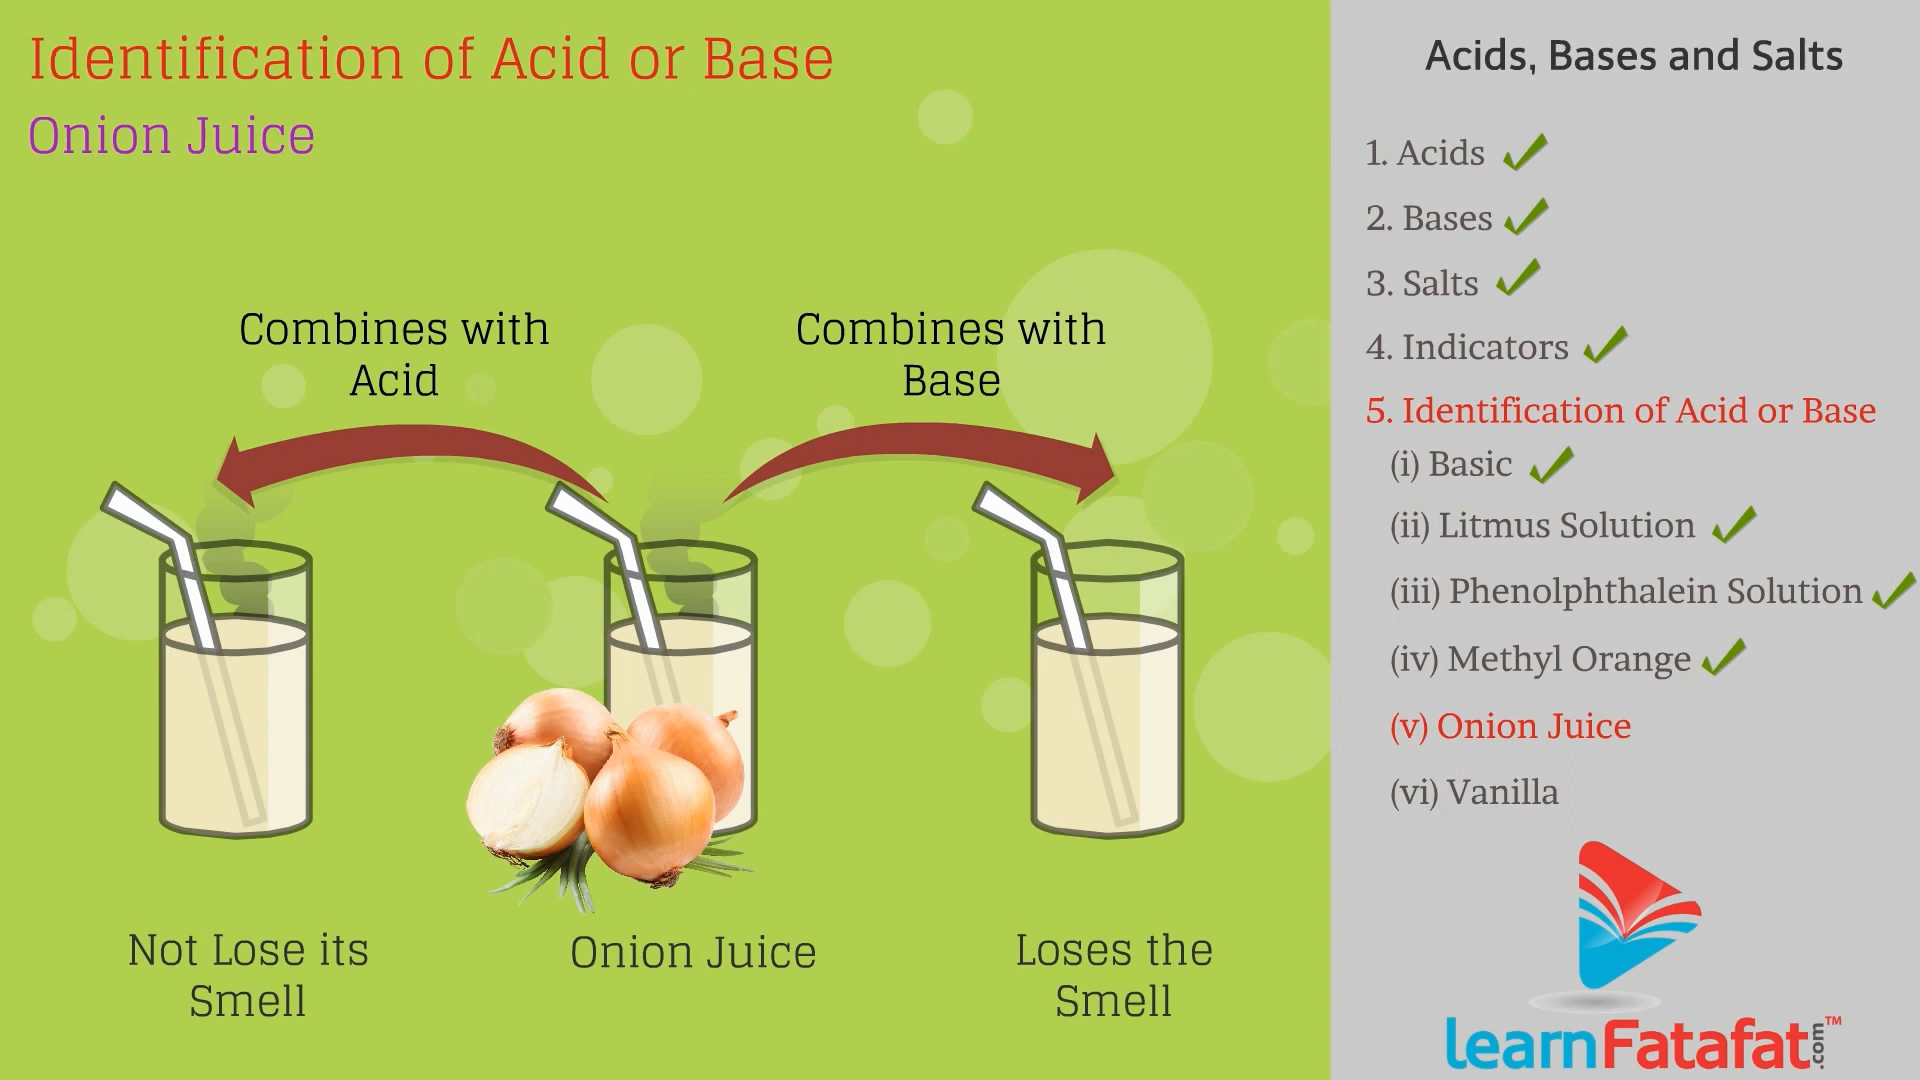 Identification of Acid or Base
Onion Juice
Combines with
Acid
Combines with
Base
Not Lose its
Smell
Onion Juice
Loses the
Smell
Acids, Bases and Salts
1. Acids
2. Bases
3. Salts
4. Indicators
5. Identification of Acid or Base
(i) Basic
(ii) Litmus Solution
(iii) Phenolphthalein Solution
(iv) Methyl Orange
(v) Onion Juice
(vi) Vanilla
learnFatafat.com™